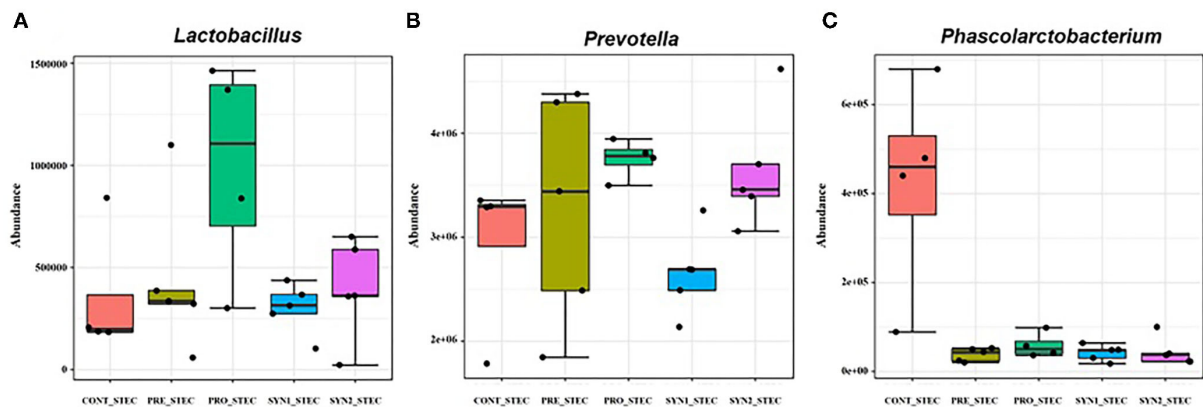 A
Lactobacillus
Abundance
1500000
1000000
500000
0
CONT_STEC PRE_STEC PRO_STEC SYN1_STEC SYN2_STEC
B
Prevotella
Abundance
4e+06
3e+06
2e+06
CONT_STEC PRE_STEC PRO_STEC SYN1_STEC SYN2_STEC
C
Phascolarctobacterium
Abundance
6e+05
4e+05
2e+05
0e+00
CONT_STEC PRE_STEC PRO_STEC SYN1_STEC SYN2_STEC